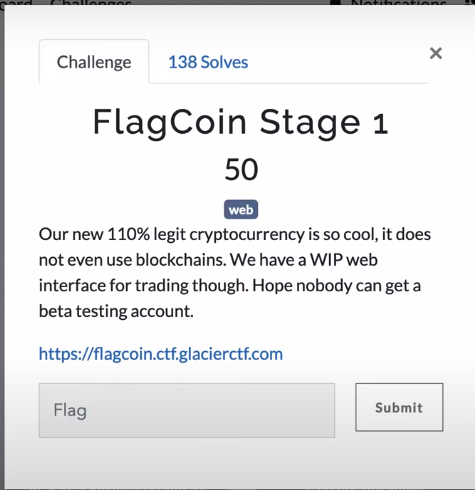 Challenges
Notifications
Challenge
138 Solves
×
FlagCoin Stage 1
50
web
Our new 110% legit cryptocurrency is so cool, it does
not even use blockchains. We have a WIP web
interface for trading though. Hope nobody can get a
beta testing account.
https://flagcoin.ctf.glacierctf.com
Flag
Submit